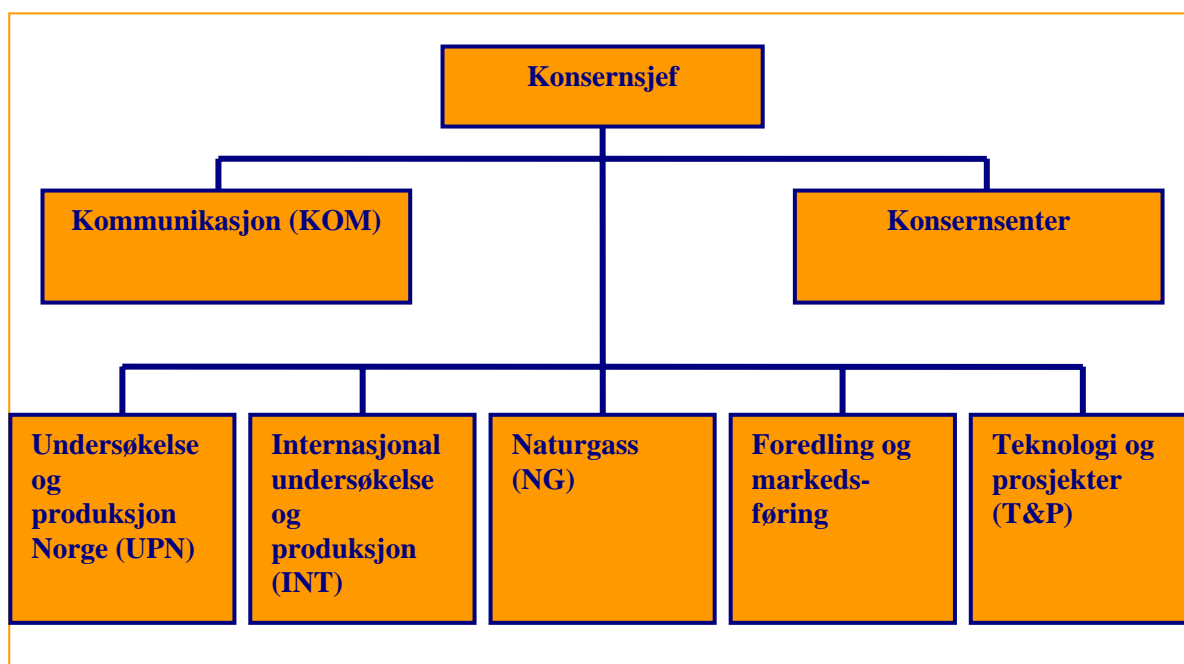 Konsernsjef
Kommunikasjon (KOM)
Konsernsenter
Undersøkelse
og
produksjon
Norge (UPN)
Internasjonal
undersøkelse
og
produksjon
(INT)
Naturgass
(NG)
Foredling og
markeds-
føring
Teknologi og
prosjekter
(T&P)